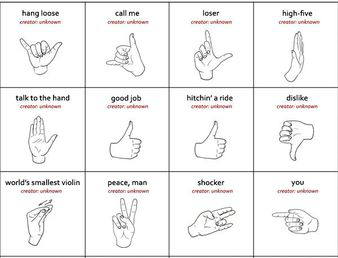 hang loose
creator: unknown
call me
creator: unknown
loser
creator: unknown
high-five
creator: unknown
talk to the hand
creator: unknown
good job
creator: unknown
hitchin' a ride
creator: unknown
dislike
creator: unknown
world's smallest violin
creator: unknown
peace, man
creator: unknown
shocker
creator: unknown
you
creator: unknown